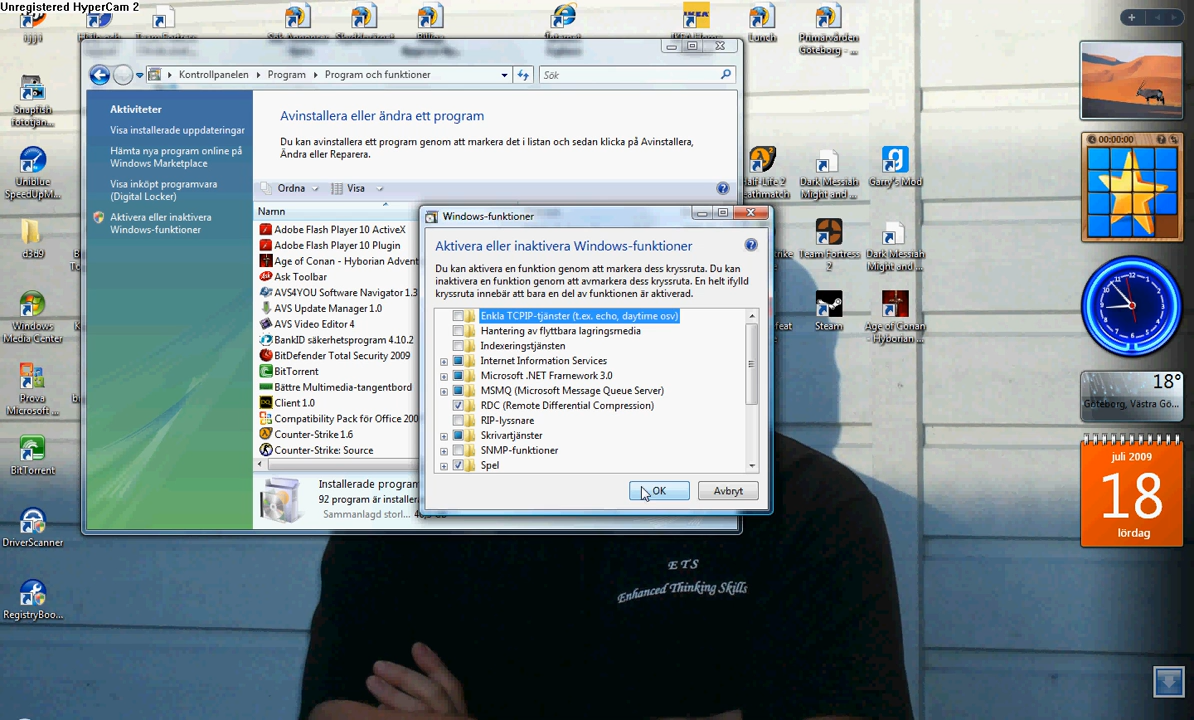 Unregistered HyperCam 2
Lunch
Primärvården
Göteborg - ...
Snapfish
fototjän...
Uniblue
SpeedUpM...
d3d9
Windows
Media Center
Prova
Microsoft ...
BitTorrent
DriverScanner
RegistryBoo...
Kontrollpanelen
Program
Program och funktioner
Sök
Aktiviteter
Visa installerade uppdateringar
Hämta nya program online på
Windows Marketplace
Visa inköpt programvara
(Digital Locker)
Aktivera eller inaktivera
Windows-funktioner
Avinstallera eller ändra ett program
Du kan avinstallera ett program genom att markera det i listan och sedan klicka på Avinstallera,
Ändra eller Reparera.
Ordna
Visa
Namn
Adobe Flash Player 10 ActiveX
Adobe Flash Player 10 Plugin
Age of Conan - Hyborian Advent
Ask Toolbar
AVS4YOU Software Navigator 1.3
AVS Update Manager 1.0
AVS Video Editor 4
BankID säkerhetsprogram 4.10.2
BitDefender Total Security 2009
BitTorrent
Bättre Multimedia-tangentbord
Client 1.0
Compatibility Pack för Office 200
Counter-Strike 1.6
Counter-Strike: Source
Installerade program
92 program är installer
Sammanlagd storl...
Windows-funktioner
Aktivera eller inaktivera Windows-funktioner
Du kan aktivera en funktion genom att markera dess kryssruta. Du kan
inaktivera en funktion genom att avmarkera dess kryssruta. En helt ifylld
kryssruta innebär att bara en del av funktionen är aktiverad.
Enkla TCPIP-tjänster (t.ex. echo, daytime osv)
Hantering av flyttbara lagringsmedia
Indexeringstjänsten
Internet Information Services
Microsoft .NET Framework 3.0
MSMQ (Microsoft Message Queue Server)
RDC (Remote Differential Compression)
RIP-lyssnare
Skrivartjänster
SNMP-funktioner
Spel
OK
Avbryt
Half-Life 2
Dark Messiah
Might and ...
Garry's Mod
Team Fortress
2
Dark Messiah
Might and ...
Steam
Age of Conan
- Hyborian...
00:00:00
12
18°
Göteborg, Västra Gö...
juli 2009
18
lördag
ETS
Enhanced Thinking Skills